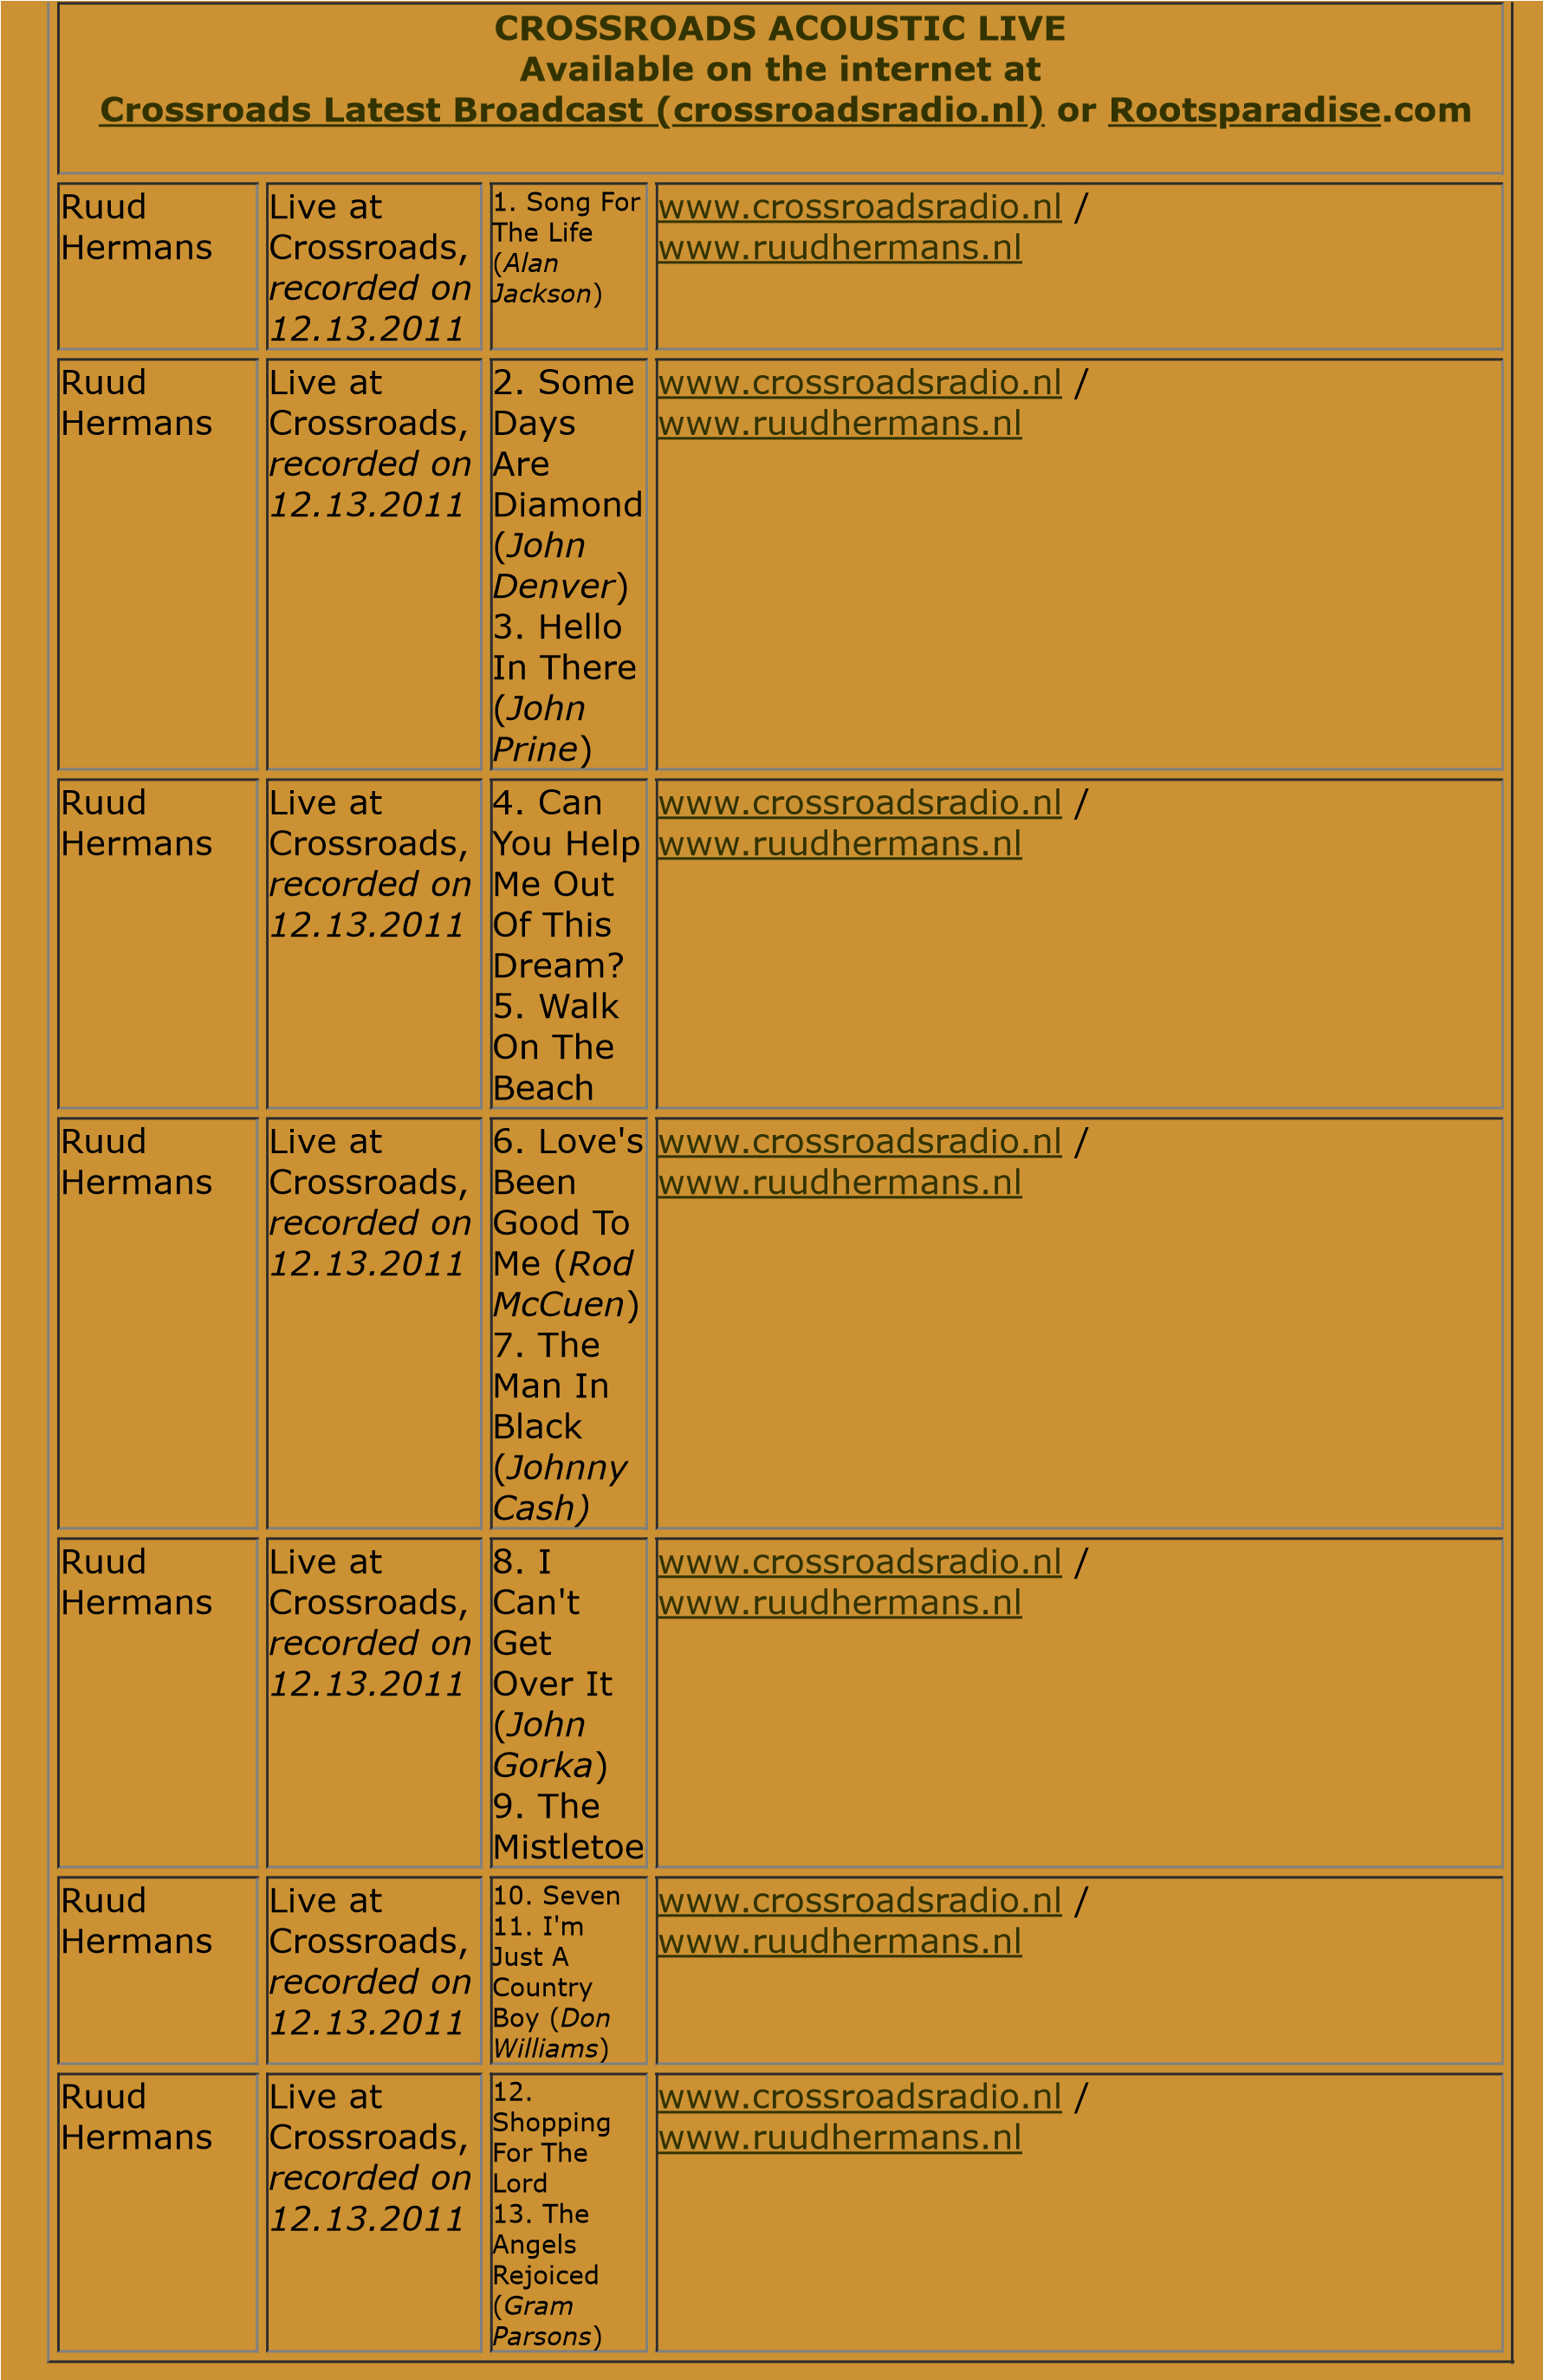 CROSSROADS ACOUSTIC LIVE
Available on the internet at
Crossroads Latest Broadcast (crossroadsradio.nl) or Rootsparadise.com
Ruud
Hermans
Live at
Crossroads,
recorded on
12.13.2011
1. Song For
The Life
(Alan
Jackson)
www.crossroadsradio.nl /
www.ruudhermans.nl
Ruud
Hermans
Live at
Crossroads,
recorded on
12.13.2011
2. Some
Days
Are
Diamond
(John
Denver)
3. Hello
In There
(John
Prine)
www.crossroadsradio.nl /
www.ruudhermans.nl
Ruud
Hermans
Live at
Crossroads,
recorded on
12.13.2011
4. Can
You Help
Me Out
Of This
Dream?
5. Walk
On The
Beach
www.crossroadsradio.nl /
www.ruudhermans.nl
Ruud
Hermans
Live at
Crossroads,
recorded on
12.13.2011
6. Love's
Been
Good To
Me (Rod
McCuen)
7. The
Man In
Black
(Johnny
Cash)
www.crossroadsradio.nl /
www.ruudhermans.nl
Ruud
Hermans
Live at
Crossroads,
recorded on
12.13.2011
8. I
Can't
Get
Over It
(John
Gorka)
9. The
Mistletoe
www.crossroadsradio.nl /
www.ruudhermans.nl
Ruud
Hermans
Live at
Crossroads,
recorded on
12.13.2011
10. Seven
11. I'm
Just A
Country
Boy (Don
Williams)
www.crossroadsradio.nl /
www.ruudhermans.nl
Ruud
Hermans
Live at
Crossroads,
recorded on
12.13.2011
12.
Shopping
For The
Lord
13. The
Angels
Rejoiced
(Gram
Parsons)
www.crossroadsradio.nl /
www.ruudhermans.nl